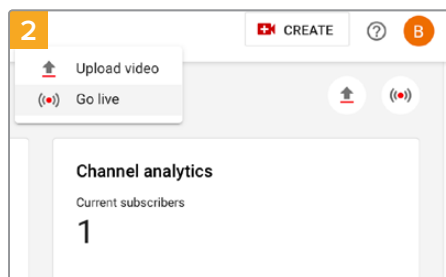 2
CREATE
?
B
Upload video
Go live
Channel analytics
Current subscribers
1